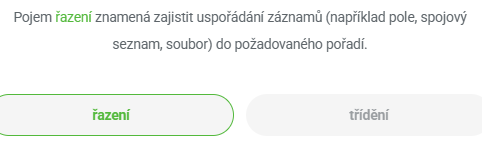 Pojem řazení znamená zajistit uspořádání záznamů (například pole, spojový
seznam, soubor) do požadovaného pořadí.
řazení
třídění